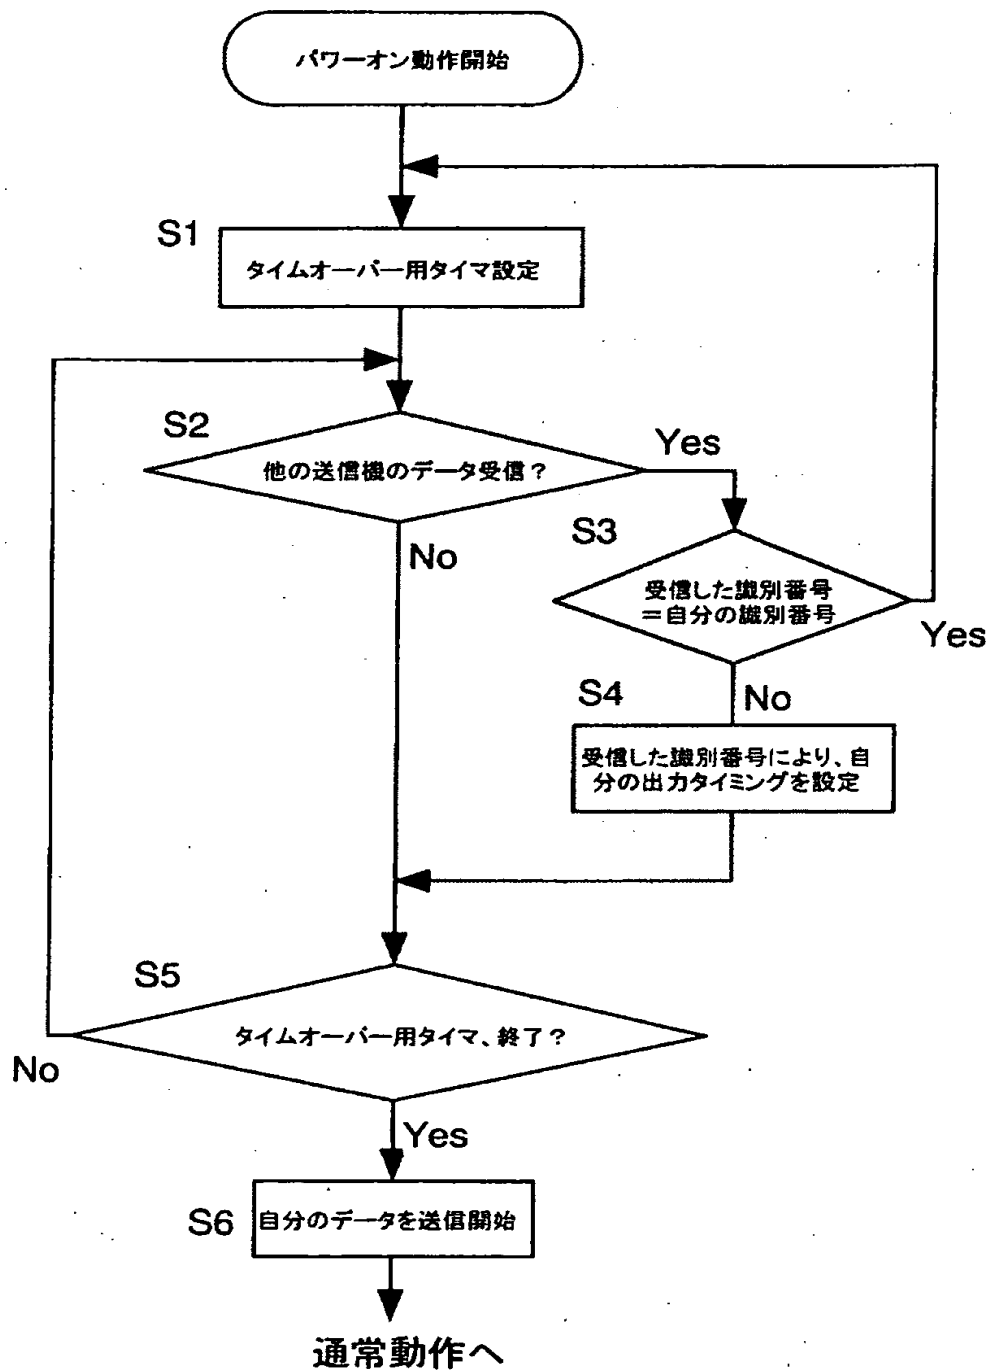 パワーオン動作開始
S1
タイムオーバー用タイマ設定
S2
他の送信機のデータ受信?
Yes
No
S3
受信した識別番号
=自分の識別番号
Yes
No
S4
受信した識別番号により、自
分の出力タイミングを設定
S5
タイムオーバー用タイマ、終了?
No
Yes
S6
自分のデータを送信開始
通常動作へ